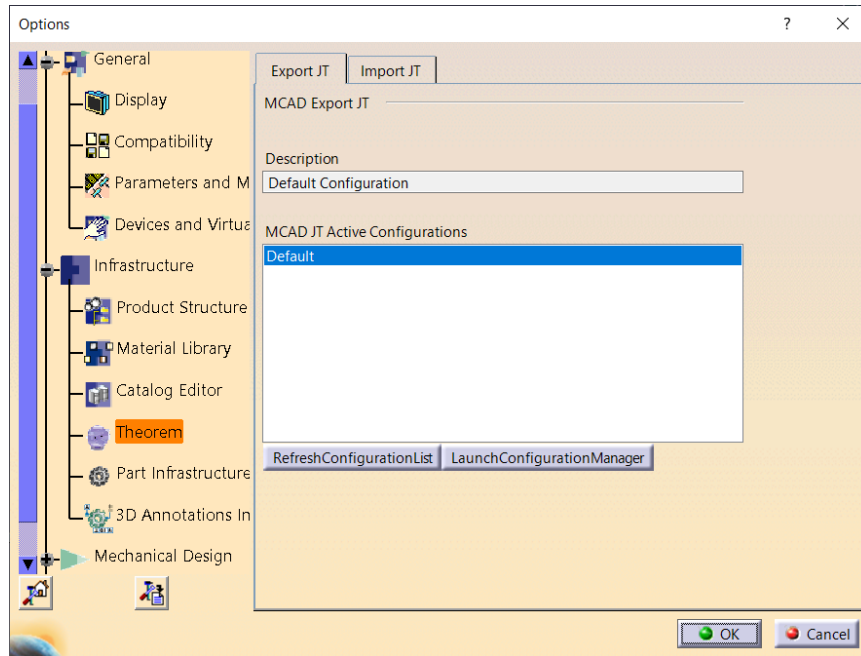 Options
?
General
Display
Compatibility
Parameters and M
Devices and Virtua
Infrastructure
Product Structure
Material Library
Catalog Editor
Theorem
Part Infrastructure
3D Annotations In
Mechanical Design
Export JT
Import JT
MCAD Export JT
Description
Default Configuration
MCAD JT Active Configurations
Default
RefreshConfigurationList
LaunchConfigurationManager
OK
Cancel